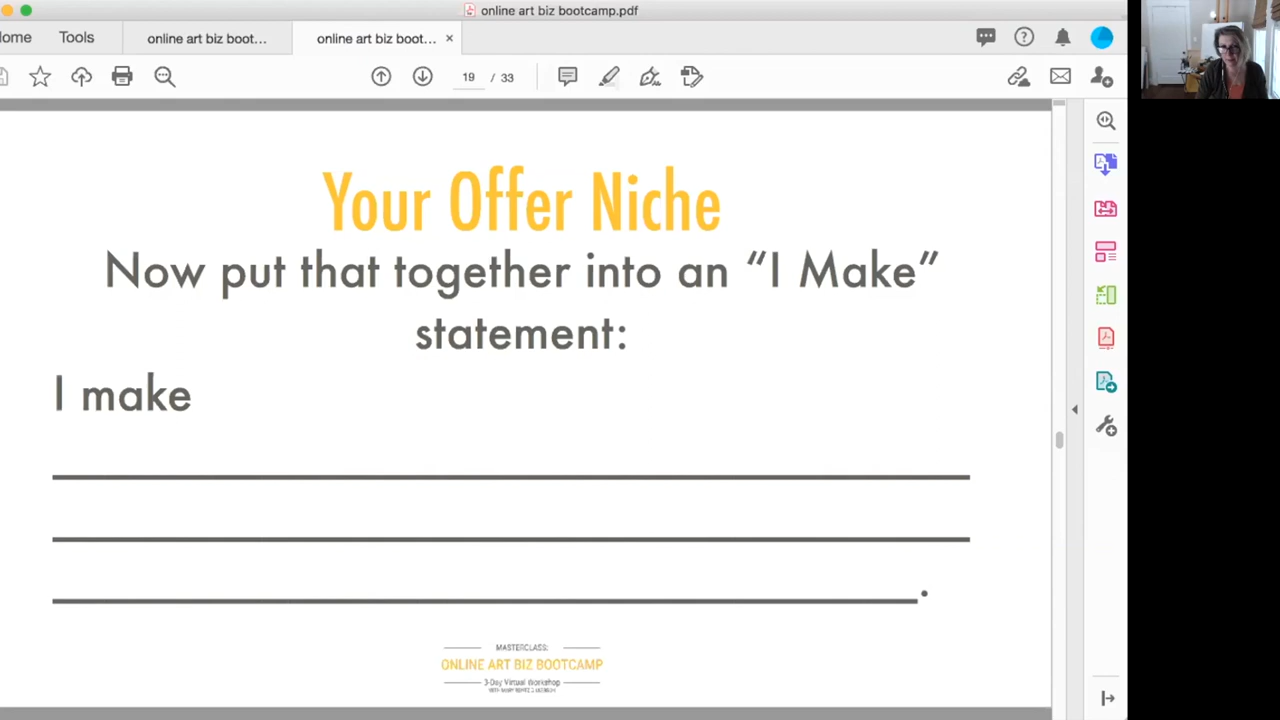 online art biz bootcamp.pdf
ome
Tools
online art biz boot...
online art biz boot...
19 / 33
Your Offer Niche
Now put that together into an “I Make”
statement:
I make
.
MASTERCLASS:
ONLINE ART BIZ BOOTCAMP
3-Day Virtual Workshop